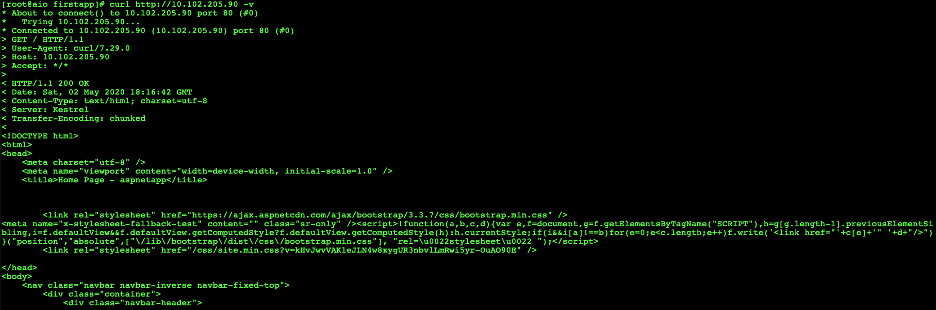 [root@aio firstapp]# curl http://10.102.205.90 -v
* About to connect() to 10.102.205.90 port 80 (#0)
*   Trying 10.102.205.90...
* Connected to 10.102.205.90 (10.102.205.90) port 80 (#0)
> GET / HTTP/1.1
> User-Agent: curl/7.29.0
> Host: 10.102.205.90
> Accept: */*
>
< HTTP/1.1 200 OK
< Date: Sat, 02 May 2020 18:16:42 GMT
< Content-Type: text/html; charset=utf-8
< Server: Kestrel
< Transfer-Encoding: chunked
<
<!DOCTYPE html>
<html>
<head>
    <meta charset="utf-8" />
    <meta name="viewport" content="width=device-width, initial-scale=1.0" />
    <title>Home Page - aspnetapp</title>
        <link rel="stylesheet" href="https://ajax.aspnetcdn.com/ajax/bootstrap/3.3.7/css/bootstrap.min.css" />
<meta name="x-stylesheet-fallback-test" content="" class="sr-only" /><script>!function(a,b,c,d){var e,f=document,g=f.getElementsByTagName("SCRIPT"),h=g[g.length-1].previousElementSi
bling,i=f.defaultView&&f.defaultView.getComputedStyle?f.defaultView.getComputedStyle(h):h.currentStyle;if(i&&i[a]!==b)for(e=0;e<c.length;e++)f.write('<link href="'+c[e]+'" '+d+"/>")
}("position","absolute",["\/lib\/bootstrap\/dist\/css\/bootstrap.min.css"], "rel=\u0022stylesheet\u0022 ");</script>
        <link rel="stylesheet" href="/css/site.min.css?v=kHvJwvVAK1eJLN4w8xygUR3nbvlLmRwi5yr-OuAO90E" />
</head>
<body>
    <nav class="navbar navbar-inverse navbar-fixed-top">
        <div class="container">
            <div class="navbar-header">